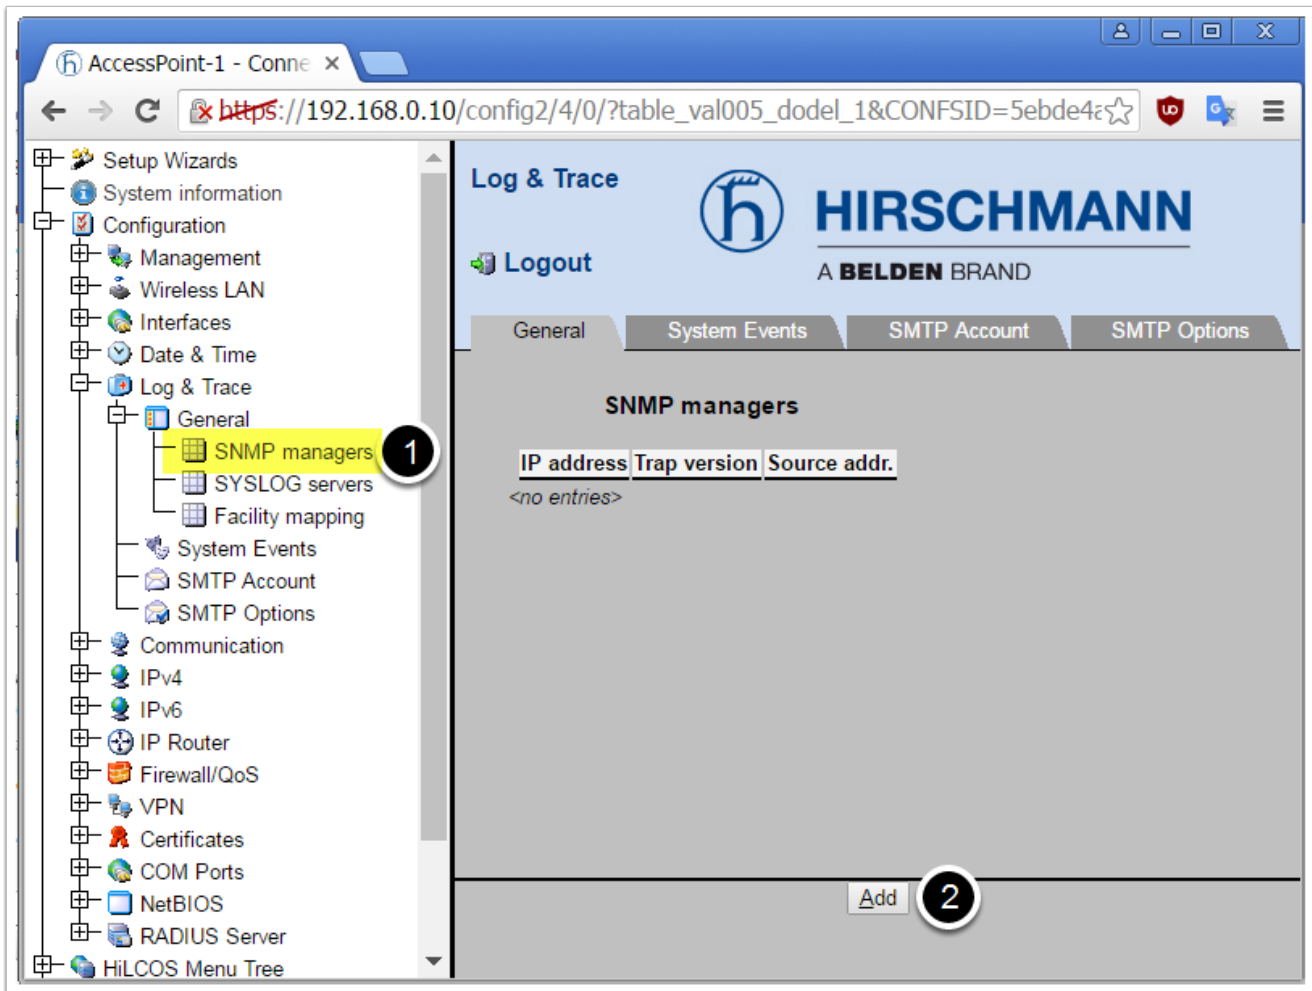 AccessPoint-1 - Conne
https://192.168.0.10/config2/4/0/?table_val005_dodel_1&CONFSID=5ebde4a
Setup Wizards
System information
Configuration
Management
Wireless LAN
Interfaces
Date & Time
Log & Trace
General
SNMP managers
1
SYSLOG servers
Facility mapping
System Events
SMTP Account
SMTP Options
Communication
IPv4
IPv6
IP Router
Firewall/QoS
VPN
Certificates
COM Ports
NetBIOS
RADIUS Server
HiLCOS Menu Tree
Log & Trace
Logout
HIRSCHMANN
A BELDEN BRAND
General System Events SMTP Account SMTP Options
SNMP managers
IP address Trap version Source addr.
<no entries>
Add 2